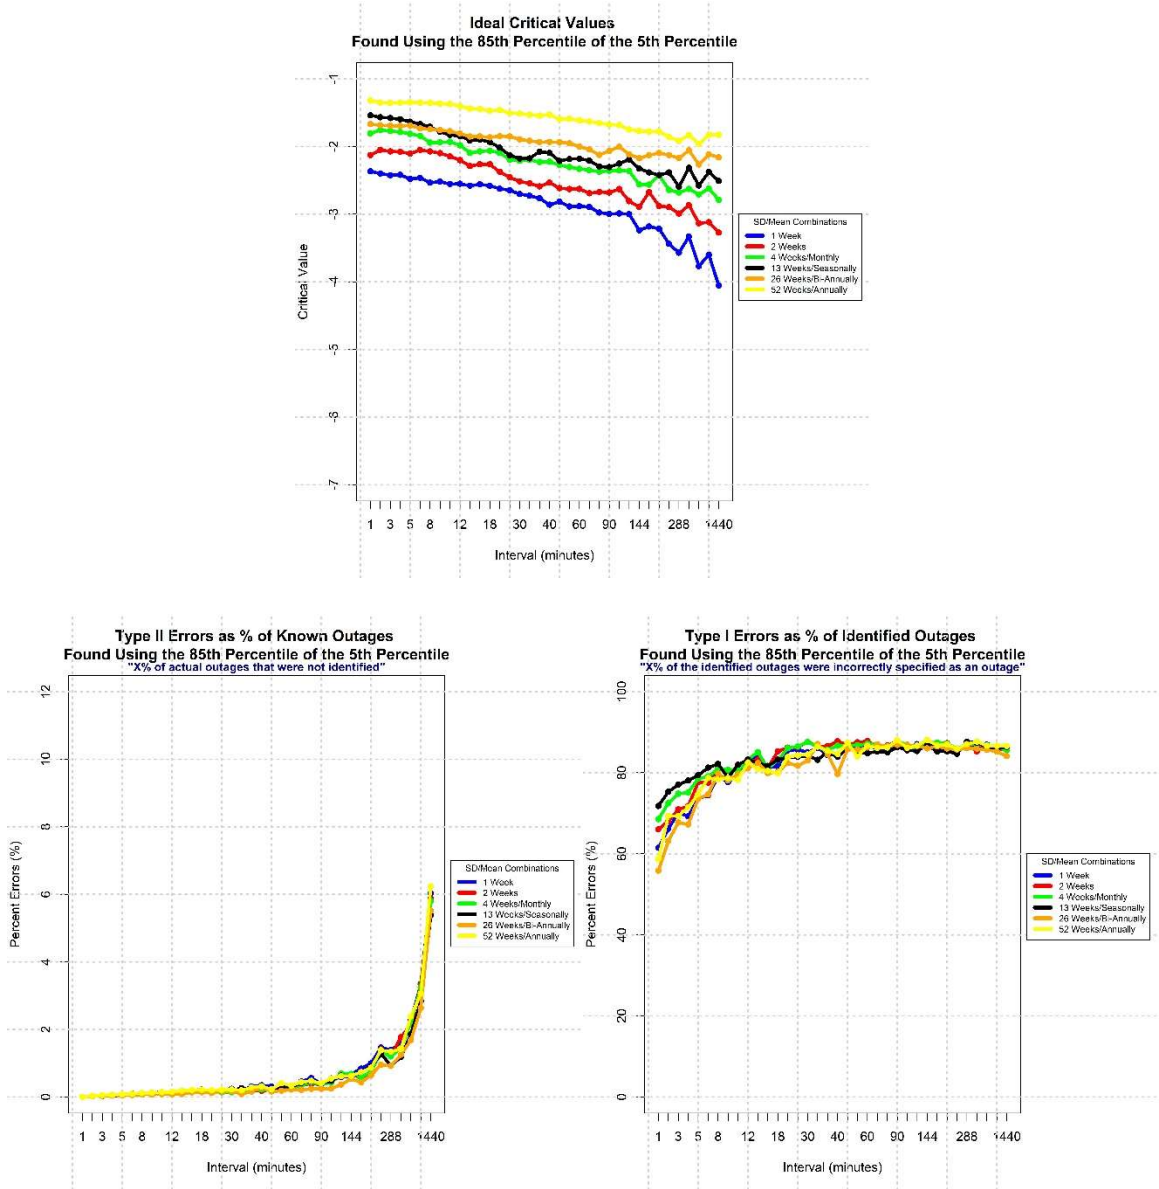 Ideal Critical Values
Found Using the 85th Percentile of the 5th Percentile
-1
-2
-3
-4
-5
-6
-7
Critical Value
1 3 5 8 12 18 30 40 60 90 144 288 1440
Interval (minutes)
SD/Mean Combinations
1 Week
2 Weeks
4 Weeks/Monthly
13 Weeks/Seasonally
26 Weeks/Bi-Annually
52 Weeks/Annually
Type II Errors as % of Known Outages
Found Using the 85th Percentile of the 5th Percentile
"X% of actual outages that were not identified"
12
10
8
6
4
2
0
Percent Errors (%)
1 3 5 8 12 18 30 40 60 90 144 288 1440
Interval (minutes)
SD/Mean Combinations
1 Week
2 Weeks
4 Weeks/Monthly
13 Weeks/Seasonally
26 Weeks/Bi-Annually
52 Weeks/Annually
Type I Errors as % of Identified Outages
Found Using the 85th Percentile of the 5th Percentile
"X% of the identified outages were incorrectly specified as an outage"
100
80
60
40
20
0
Percent Errors (%)
1 3 5 8 12 18 30 40 60 90 144 288 1440
Interval (minutes)
SD/Mean Combinations
1 Week
2 Weeks
4 Weeks/Monthly
13 Weeks/Seasonally
26 Weeks/Bi-Annually
52 Weeks/Annually